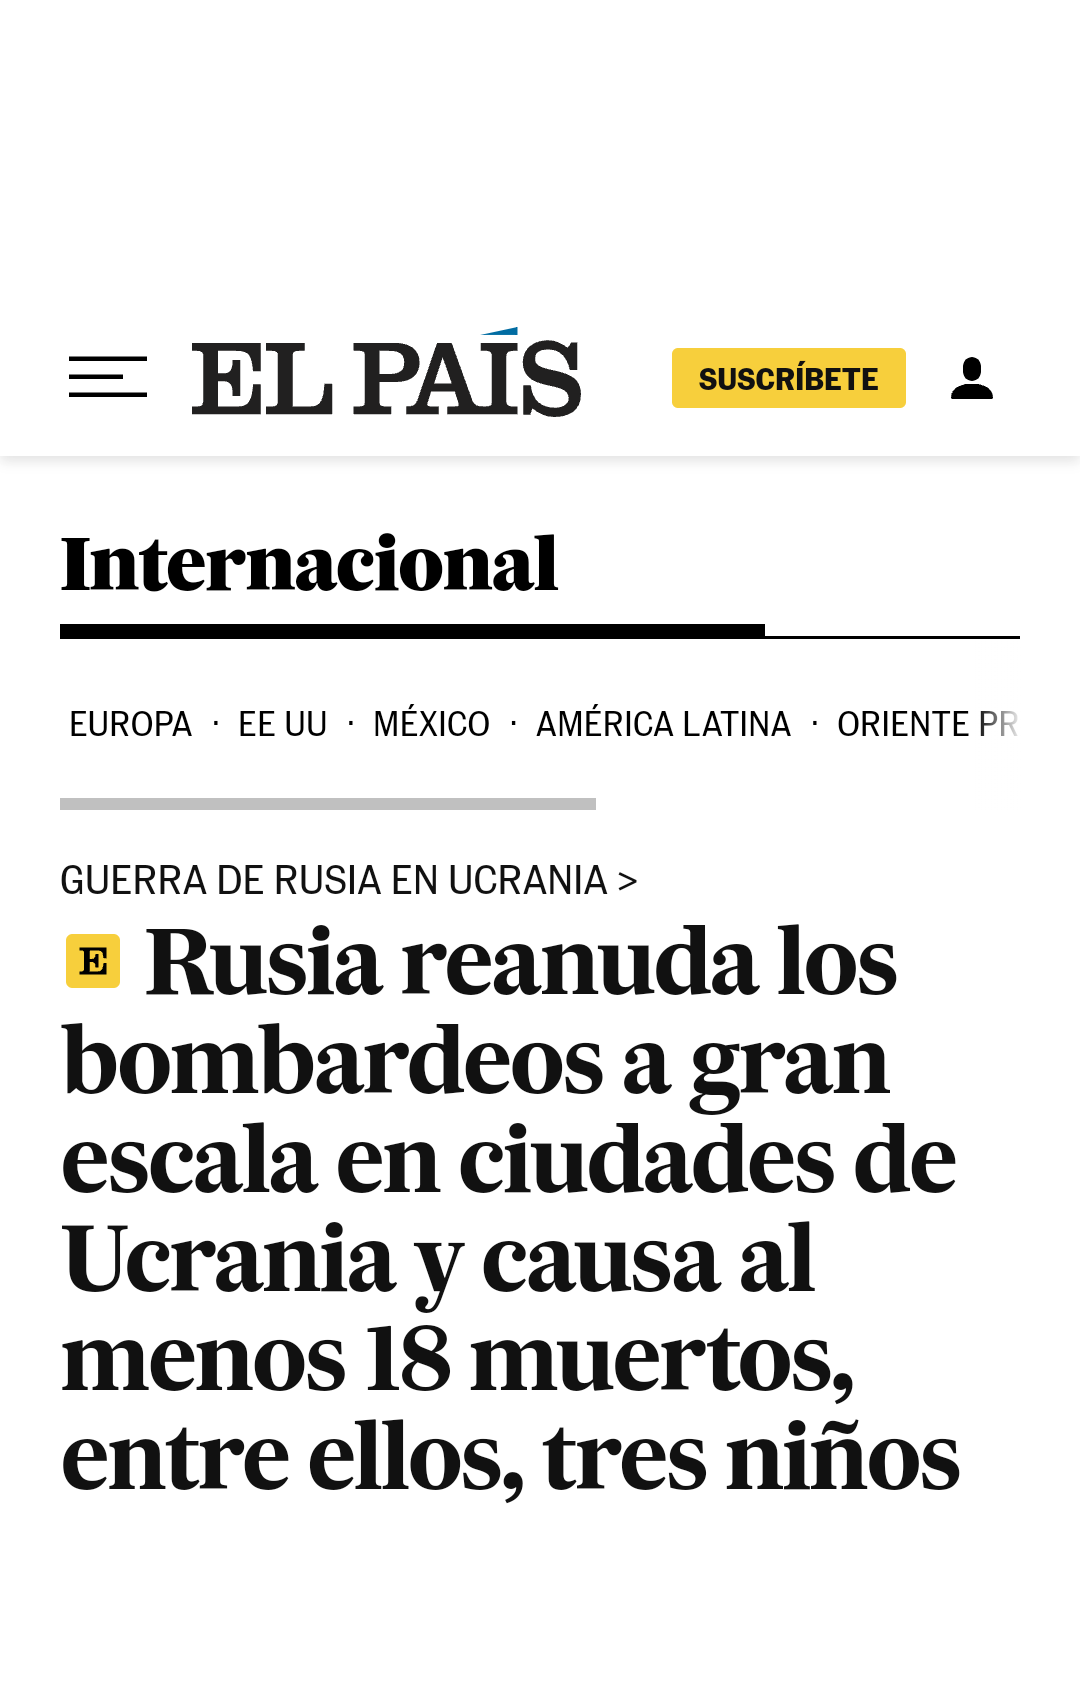 EL PAÍS
SUSCRÍBETE
Internacional
EUROPA · EE UU · MÉXICO · AMÉRICA LATINA · ORIENTE PR
GUERRA DE RUSIA EN UCRANIA >
E Rusia reanuda los
bombardeos a gran
escala en ciudades de
Ucrania y causa al
menos 18 muertos,
entre ellos, tres niños